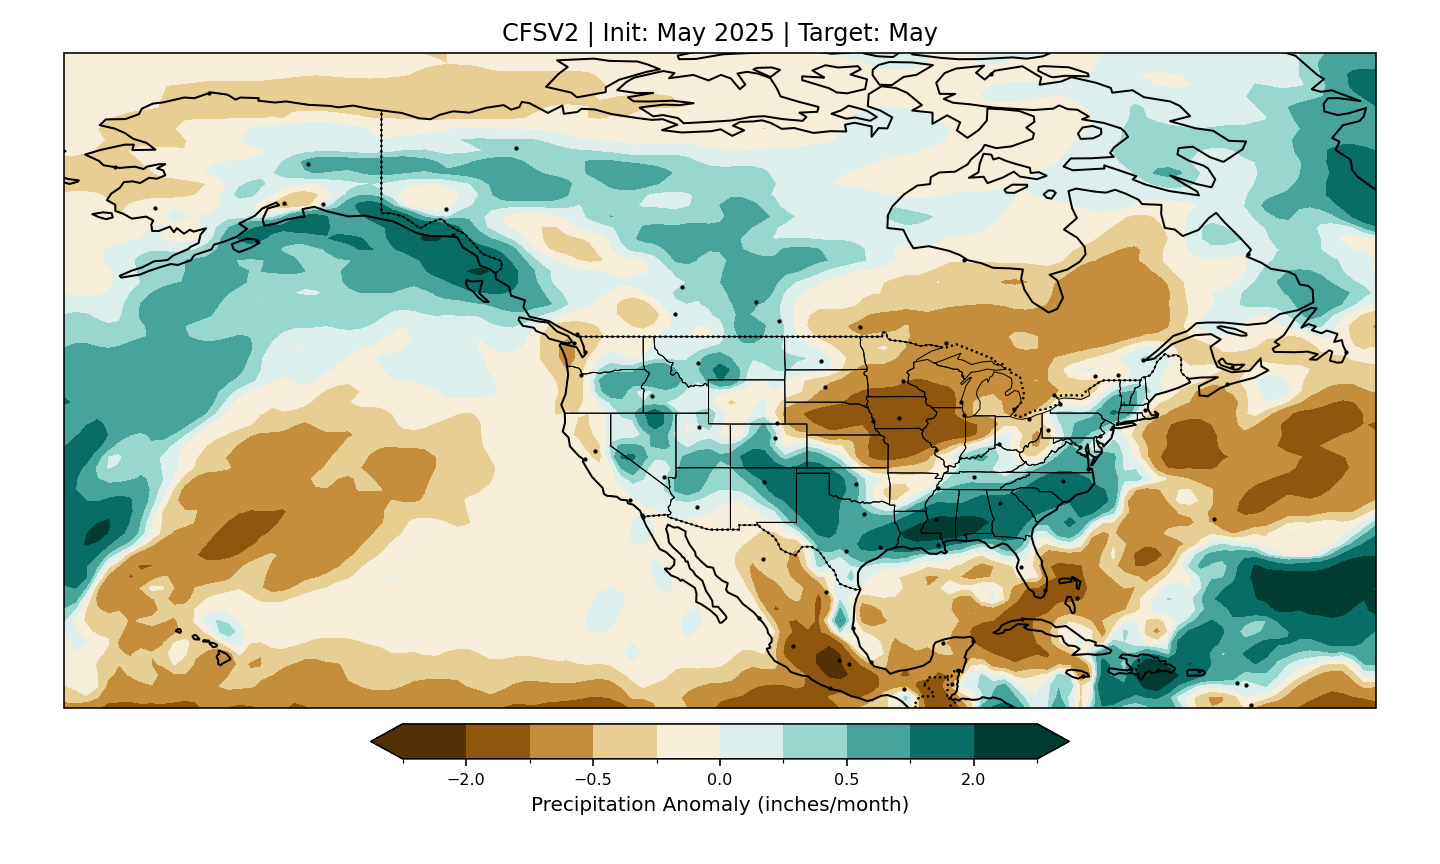 CFSV2 | Init: May 2025 | Target: May
−2.0 −0.5 0.0 0.5 2.0
Precipitation Anomaly (inches/month)